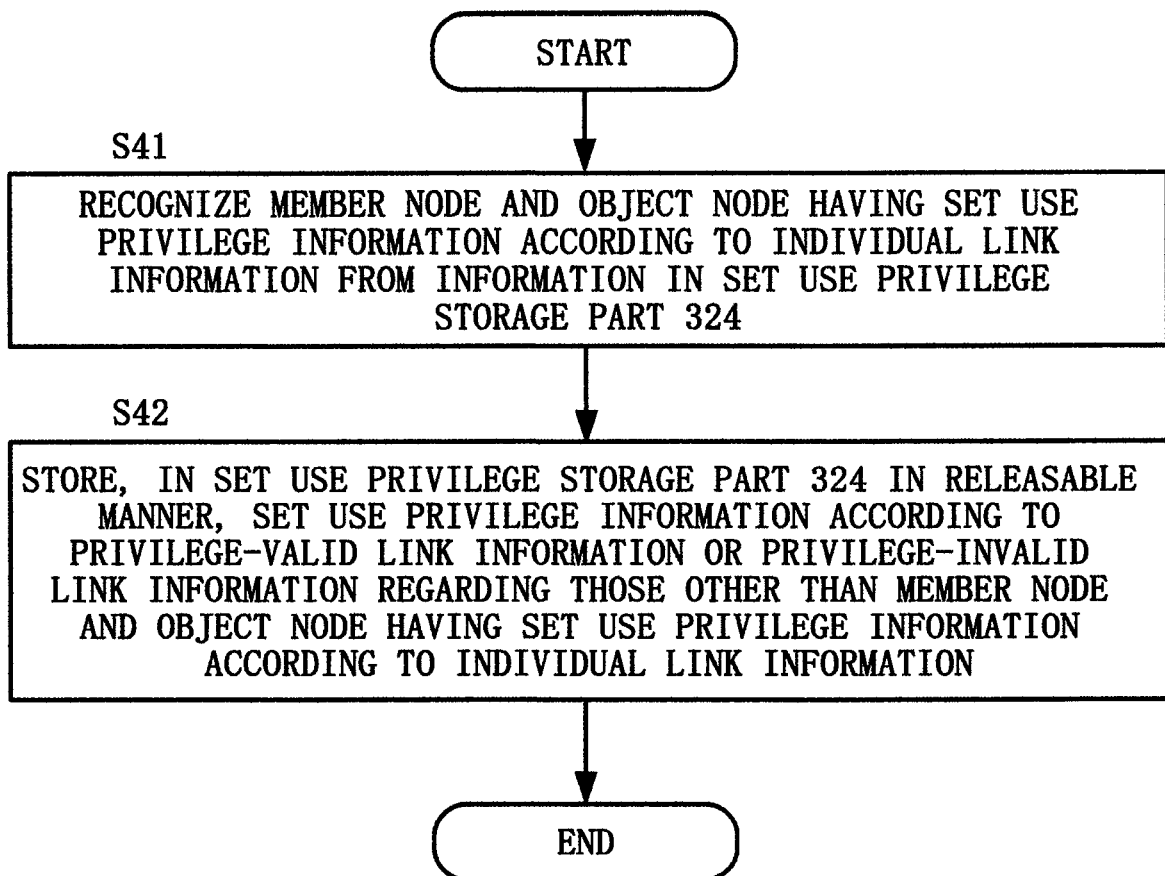 START
S41
RECOGNIZE MEMBER NODE AND OBJECT NODE HAVING SET USE
PRIVILEGE INFORMATION ACCORDING TO INDIVIDUAL LINK
INFORMATION FROM INFORMATION IN SET USE PRIVILEGE
STORAGE PART 324
S42
STORE, IN SET USE PRIVILEGE STORAGE PART 324 IN RELEASABLE
MANNER, SET USE PRIVILEGE INFORMATION ACCORDING TO
PRIVILEGE-VALID LINK INFORMATION OR PRIVILEGE-INVALID
LINK INFORMATION REGARDING THOSE OTHER THAN MEMBER NODE
AND OBJECT NODE HAVING SET USE PRIVILEGE INFORMATION
ACCORDING TO INDIVIDUAL LINK INFORMATION
END